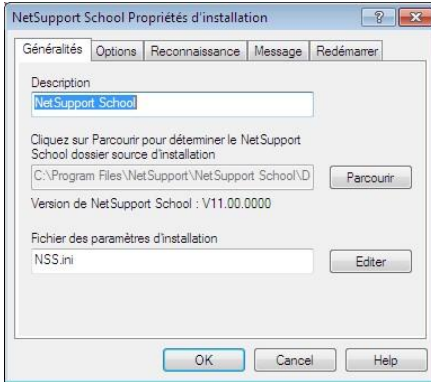 NetSupport School Propriétés d'installation
Généralités Options Reconnaissance Message Redémarrer
Description
NetSupport School
Cliquez sur Parcourir pour déterminer le NetSupport
School dossier source d'installation
C:\Program Files\NetSupport\NetSupport School\D Parcourir
Version de NetSupport School : V11.00.0000
Fichier des paramètres d'installation
NSS.ini Editer
OK Cancel Help